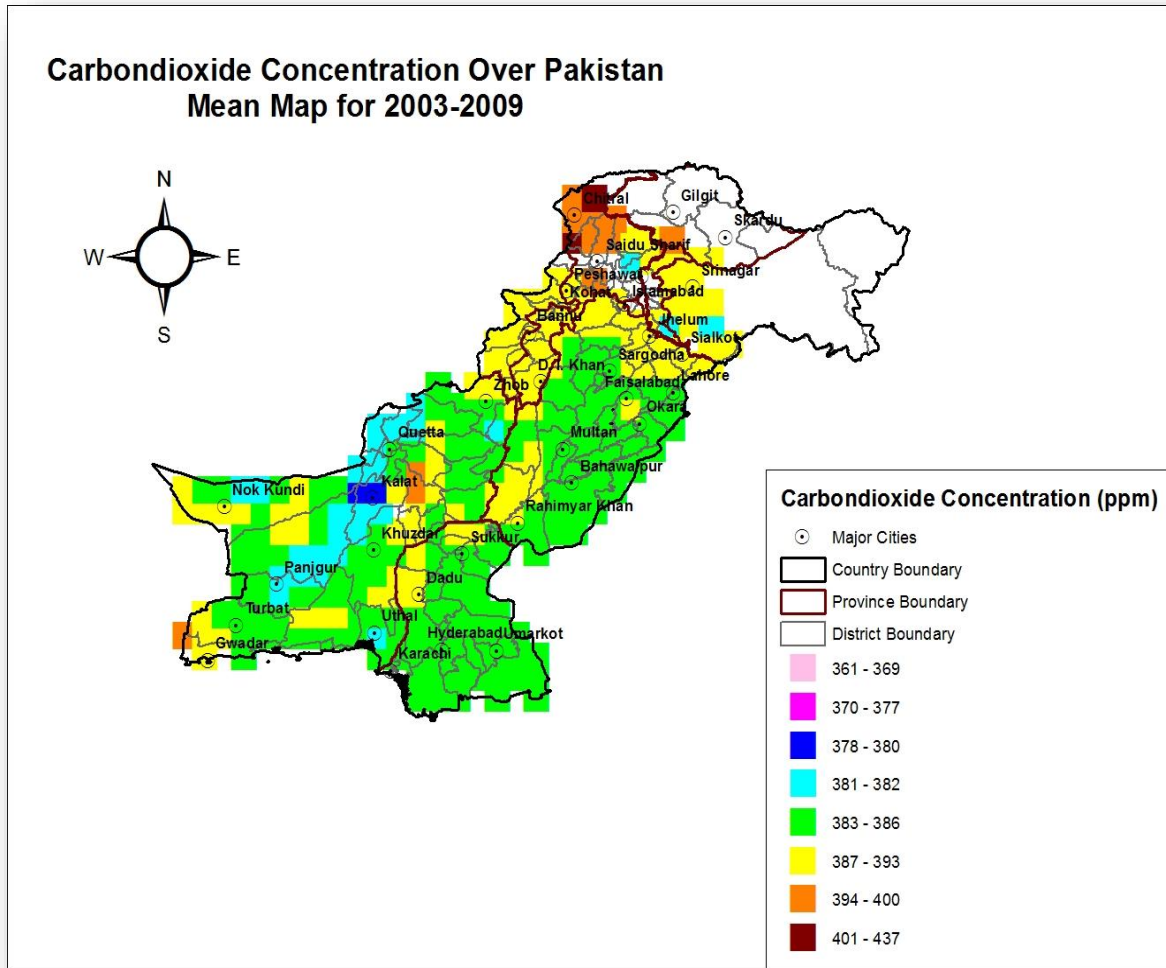 Carbondioxide Concentration Over Pakistan
Mean Map for 2003-2009
N
W
E
S
Chitral
Gilgit
Skardu
Saidu Sharif
Srinagar
Peshawar
Kohat
Islamabad
Bannu
Jhelum
Sialkot
Sargodha
D. I. Khan
Lahore
Zhob
Faisalabad
Okara
Quetta
Multan
Bahawalpur
Kalat
Nok Kundi
Rahimyar Khan
Khuzdar
Sukkur
Panjgur
Dadu
Turbat
Uthal
Hyderabad
Umarkot
Gwadar
Karachi
Carbondioxide Concentration (ppm)
Major Cities
Country Boundary
Province Boundary
District Boundary
361 - 369
370 - 377
378 - 380
381 - 382
383 - 386
387 - 393
394 - 400
401 - 437